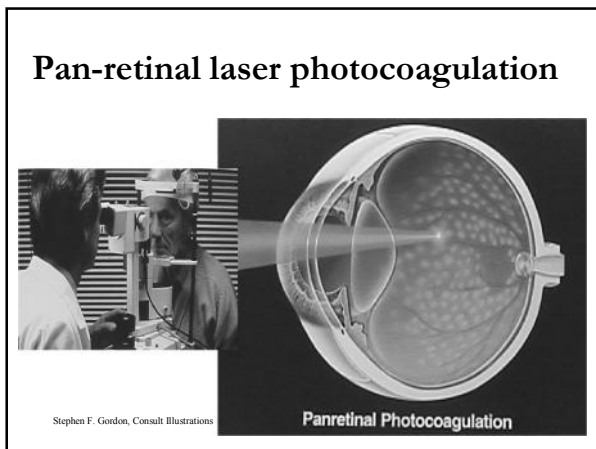 Pan-retinal laser photocoagulation
Stephen F. Gordon, Consult Illustrations
Panretinal Photocoagulation